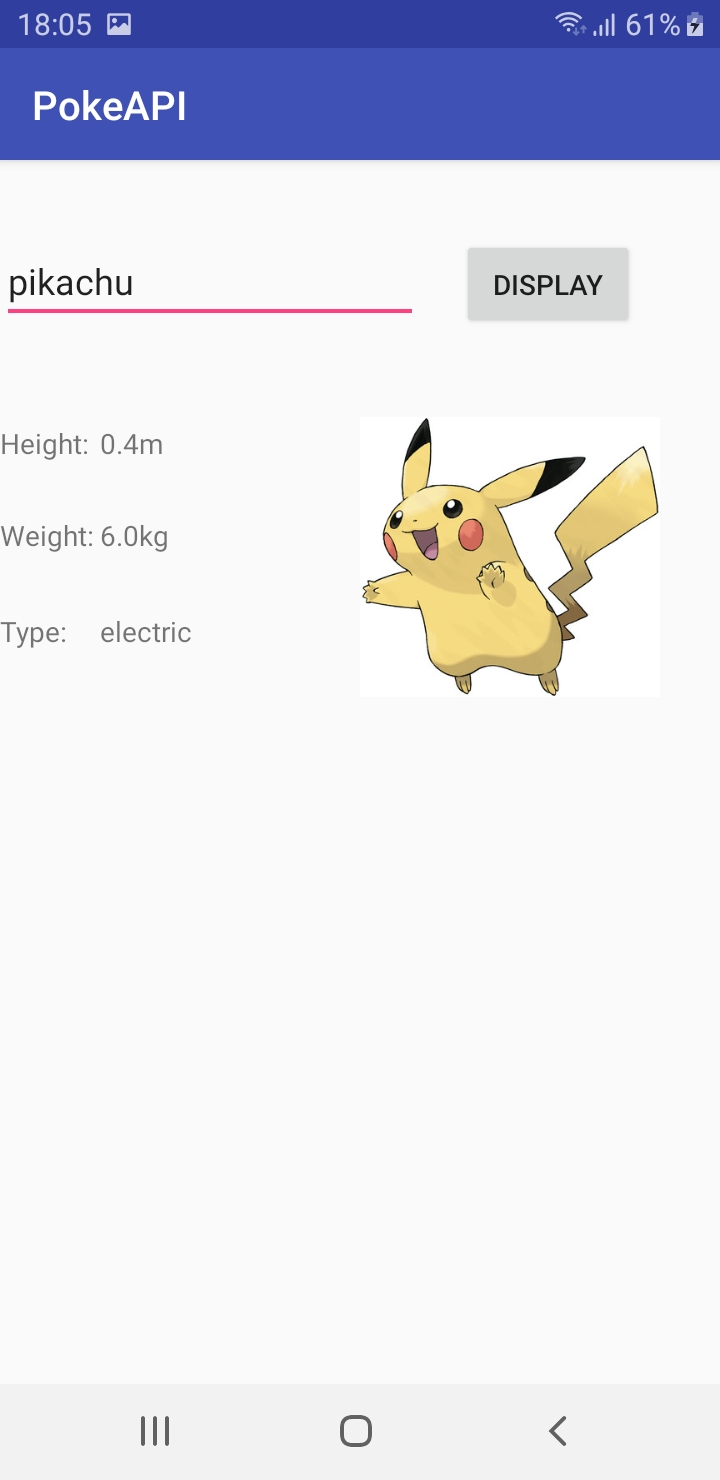 18:05 61%
PokeAPI
pikachu DISPLAY
Height: 0.4m
Weight: 6.0kg
Type: electric